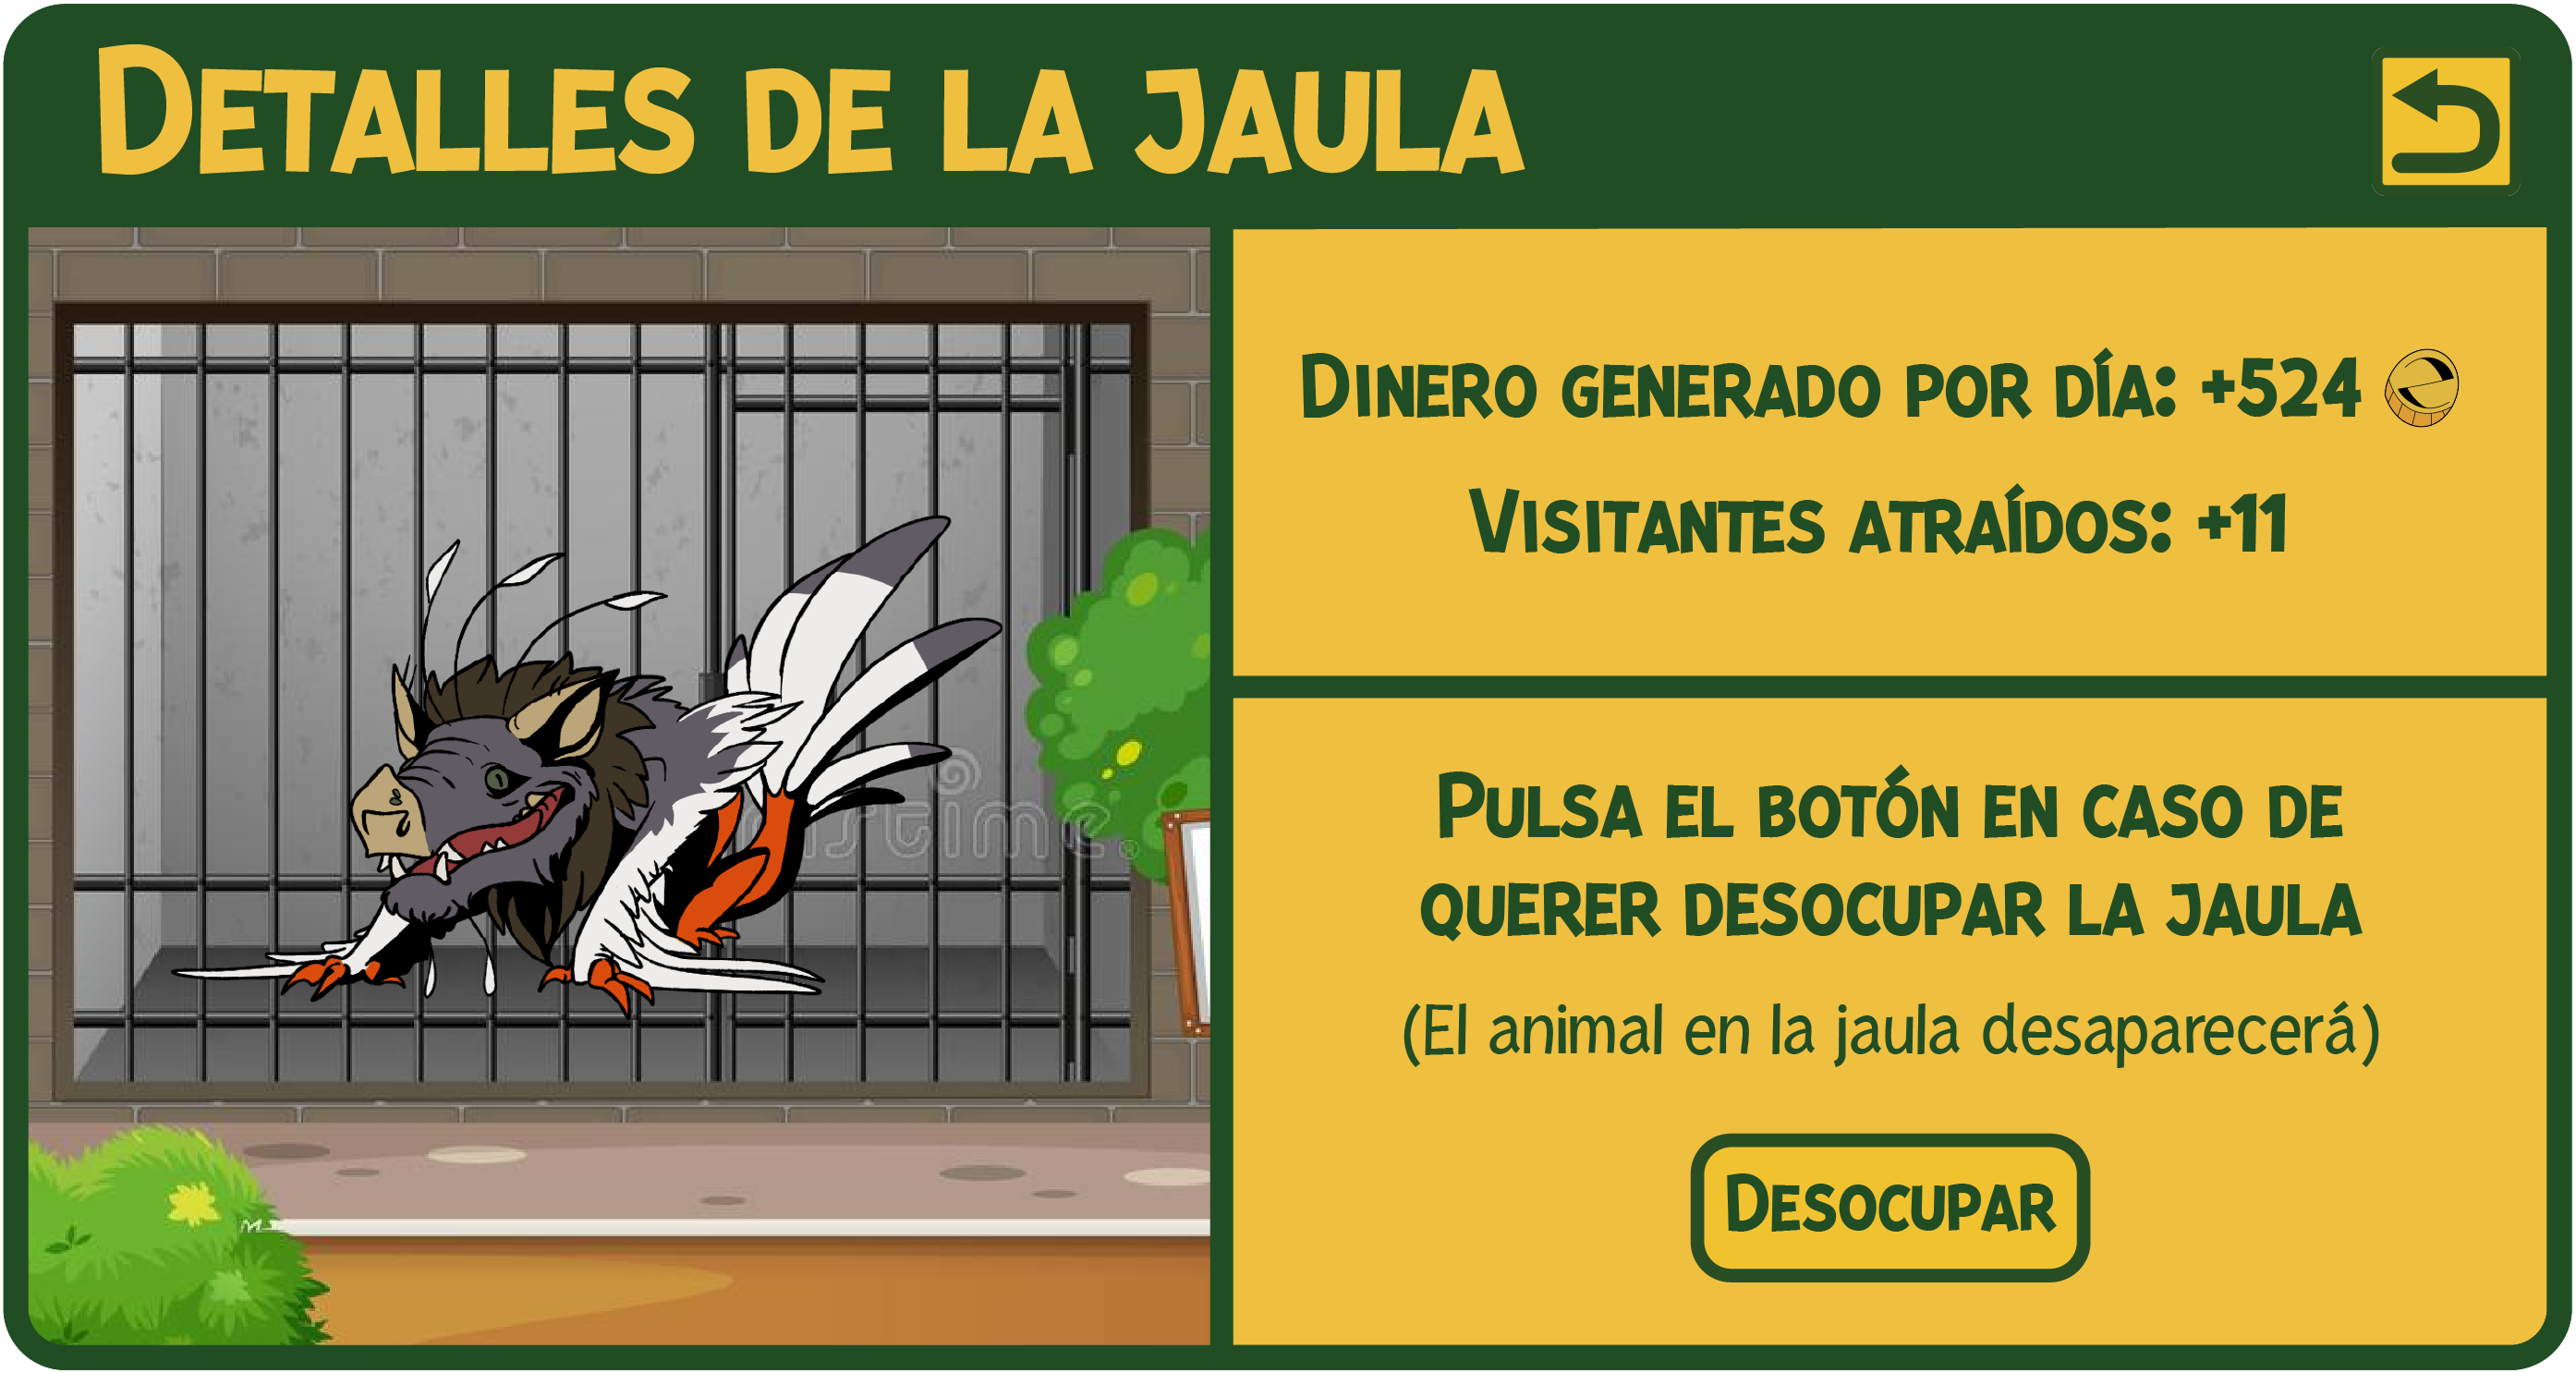 Detalles de la jaula
Dinero generado por día: +524
Visitantes atraídos: +11
Pulsa el botón en caso de
querer desocupar la jaula
(El animal en la jaula desaparecerá)
Desocupar